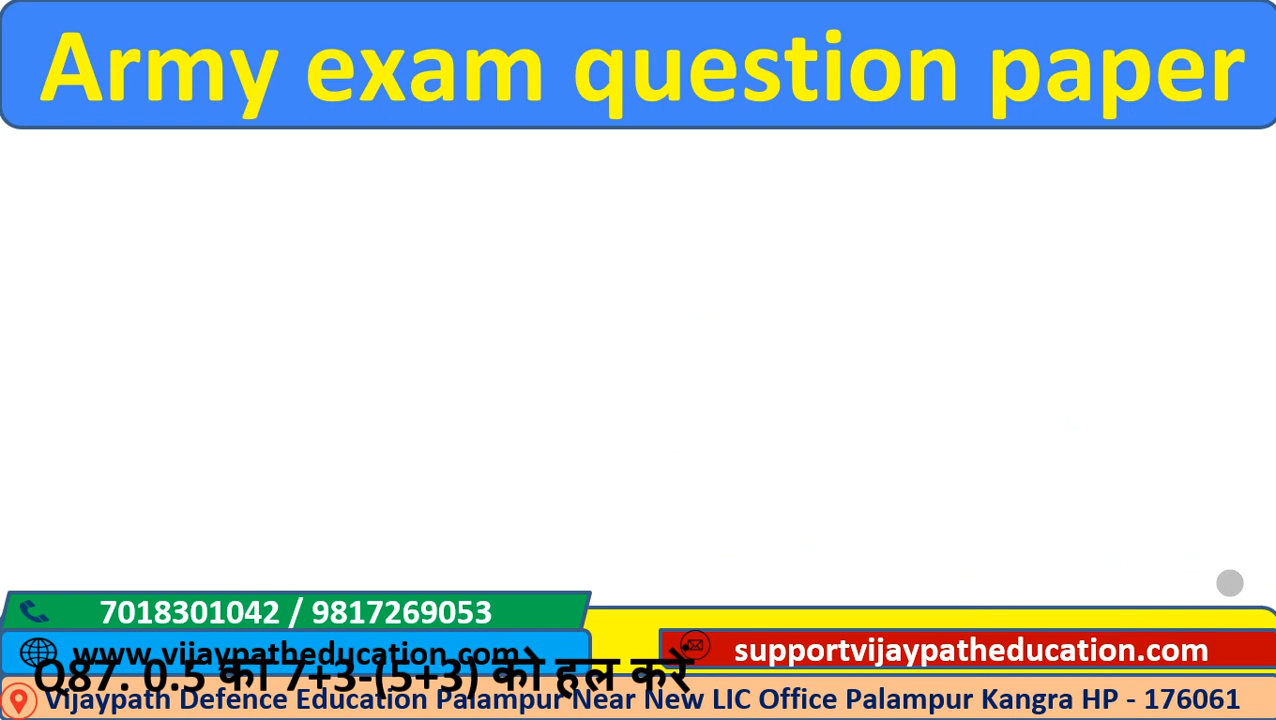 Army exam question paper
7018301042 / 9817269053
www.vijaypatheducation.com
supportvijaypatheducation.com
Q87. 0.5 का 7+3-(5+3) को हल करें
Vijaypath Defence Education Palampur Near New LIC Office Palampur Kangra HP - 176061